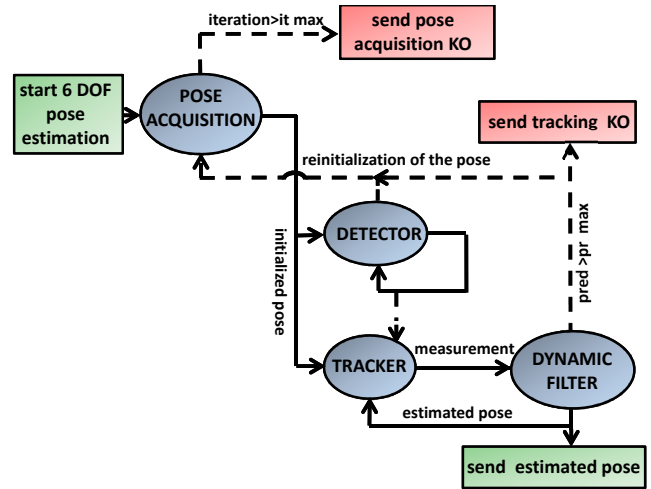 iteration>it max
send pose
acquisition KO
start 6 DOF
pose
estimation
POSE
ACQUISITION
send tracking KO
reinitialization of the pose
DETECTOR
initialized pose
pred >pr max
TRACKER
measurement
DYNAMIC
FILTER
estimated pose
send estimated pose